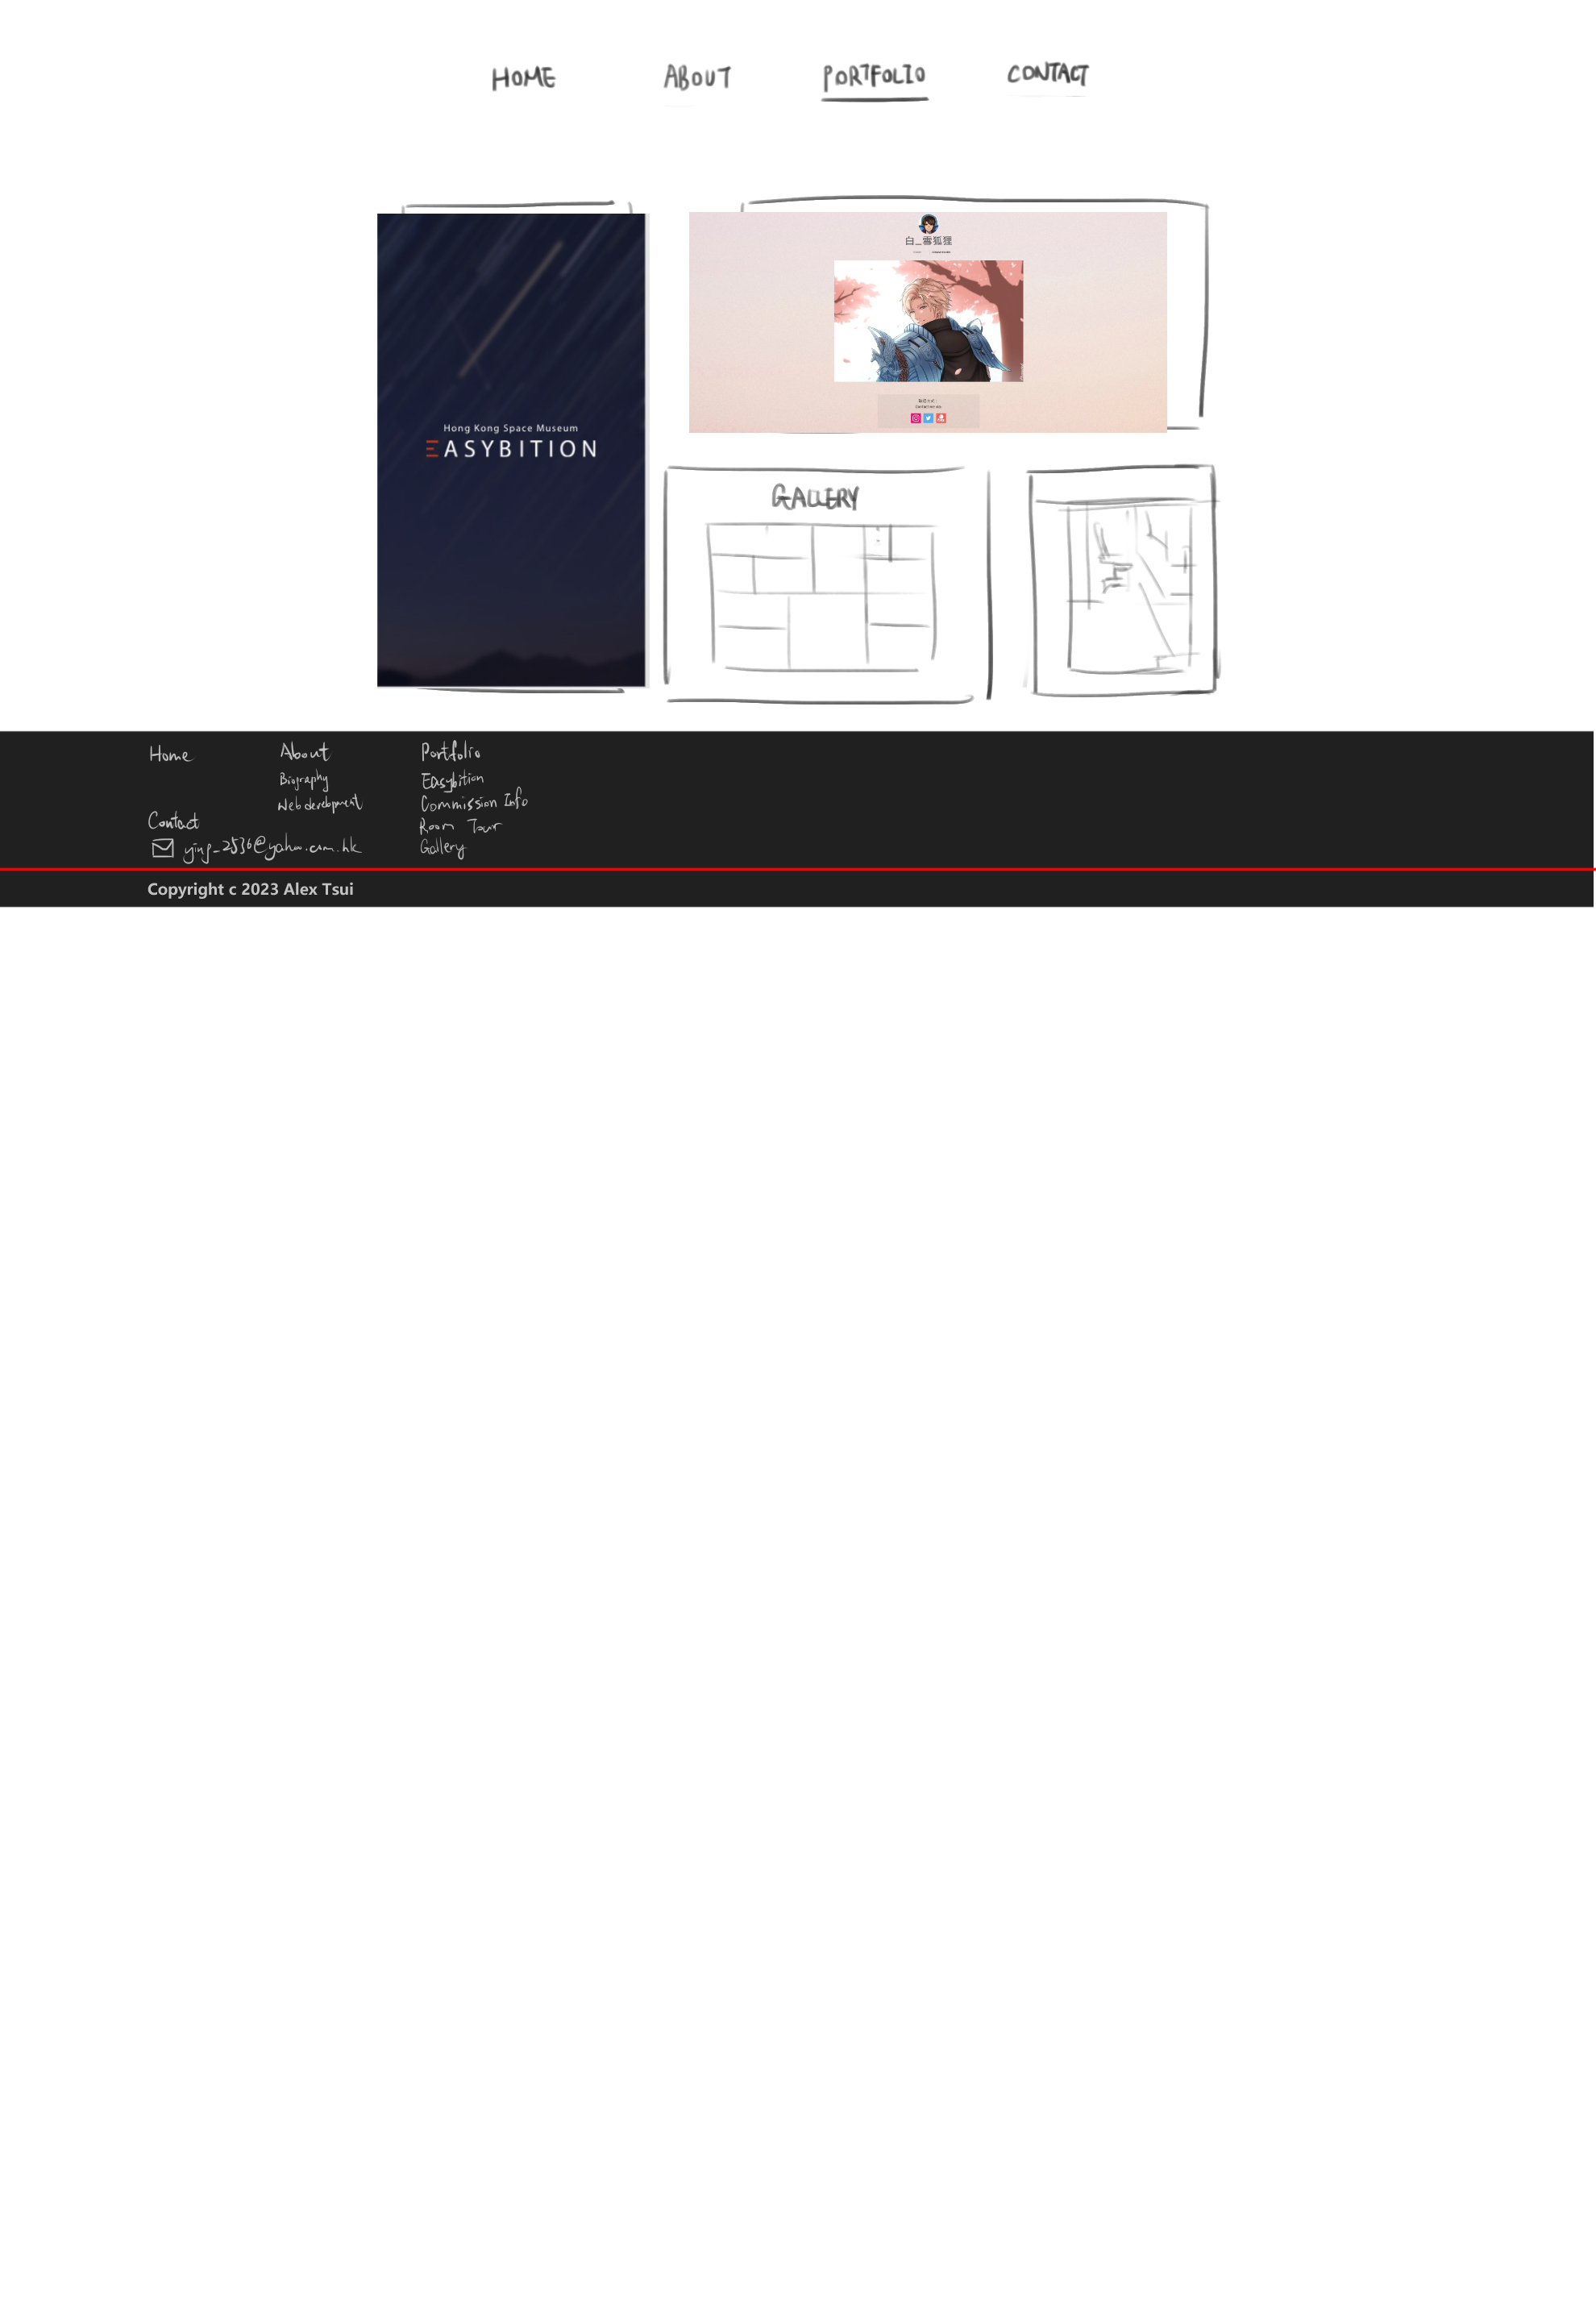 HOME
ABOUT
PORTFOLIO
CONTACT
白_雪狐狸
Hong Kong Space Museum
EASYBITION
GALLERY
Home
About
Portfolio
Biography
Easybition
Web development
Commission Info
Contact
Room Tour
ying_2536@yahoo.com.hk
Gallery
Copyright c 2023 Alex Tsui